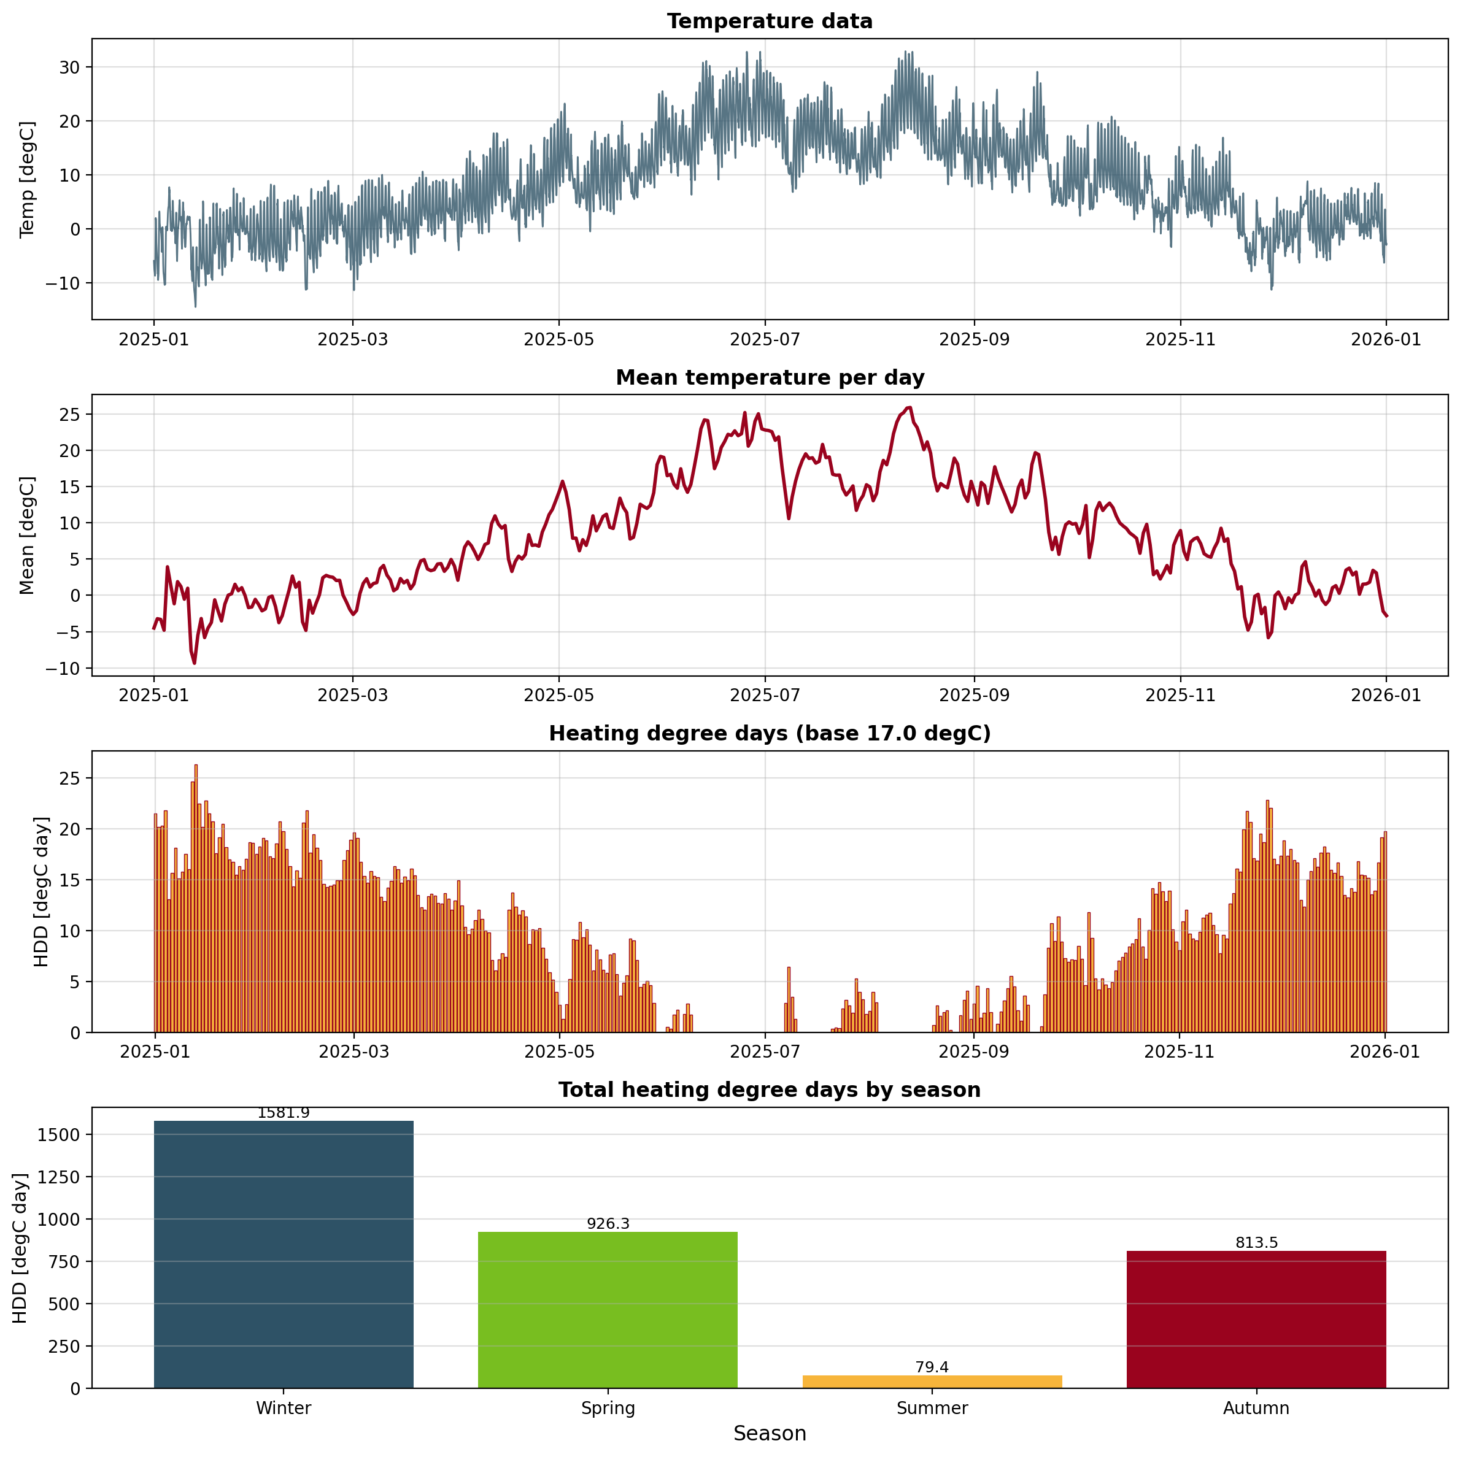 Temperature data
Temp [degC]
30
20
10
0
−10
2025-01 2025-03 2025-05 2025-07 2025-09 2025-11 2026-01
Mean temperature per day
Mean [degC]
25
20
15
10
5
0
−5
−10
2025-01 2025-03 2025-05 2025-07 2025-09 2025-11 2026-01
Heating degree days (base 17.0 degC)
HDD [degC day]
25
20
15
10
5
0
2025-01 2025-03 2025-05 2025-07 2025-09 2025-11 2026-01
Total heating degree days by season
HDD [degC day]
1500
1250
1000
750
500
250
0
1581.9
926.3
79.4
813.5
Winter Spring Summer Autumn
Season